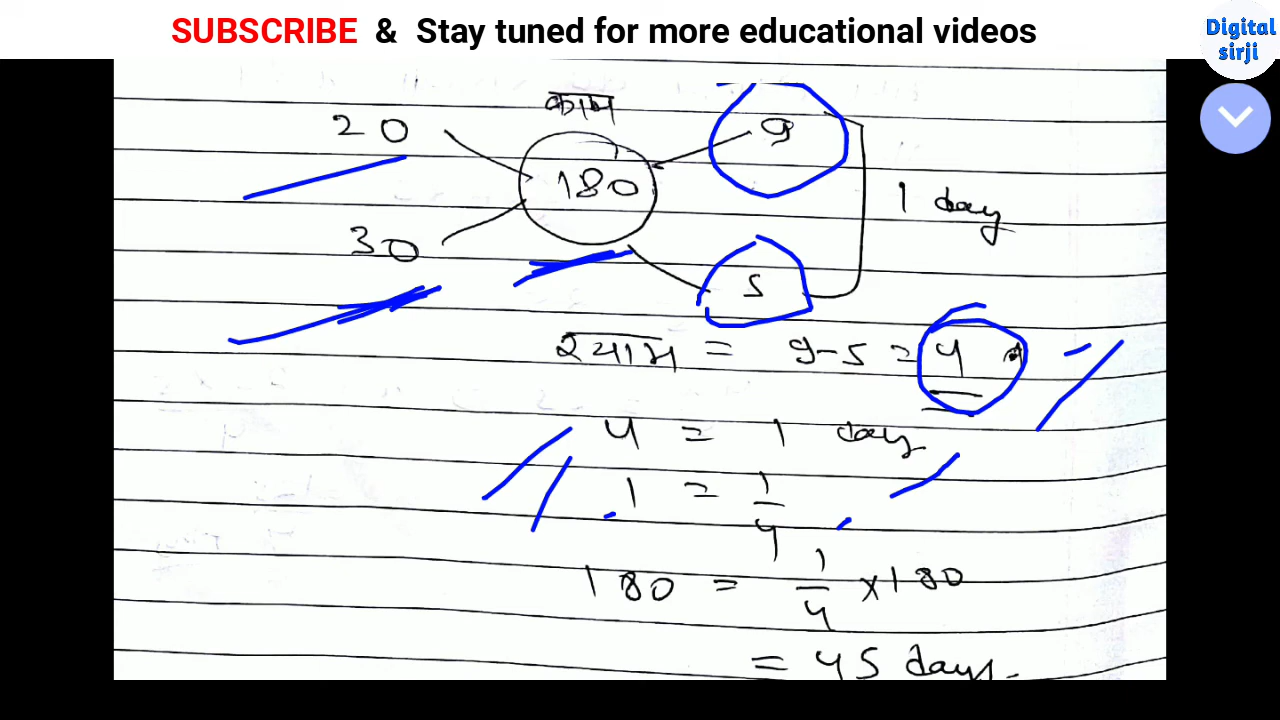 SUBSCRIBE & Stay tuned for more educational videos
Digital
sirji
काम
20
9
180
1 day
30
5
श्याम = 9-5 = 4
4 = 1 day
1 = 1/4
180 = 1/4 × 180
= 45 days.